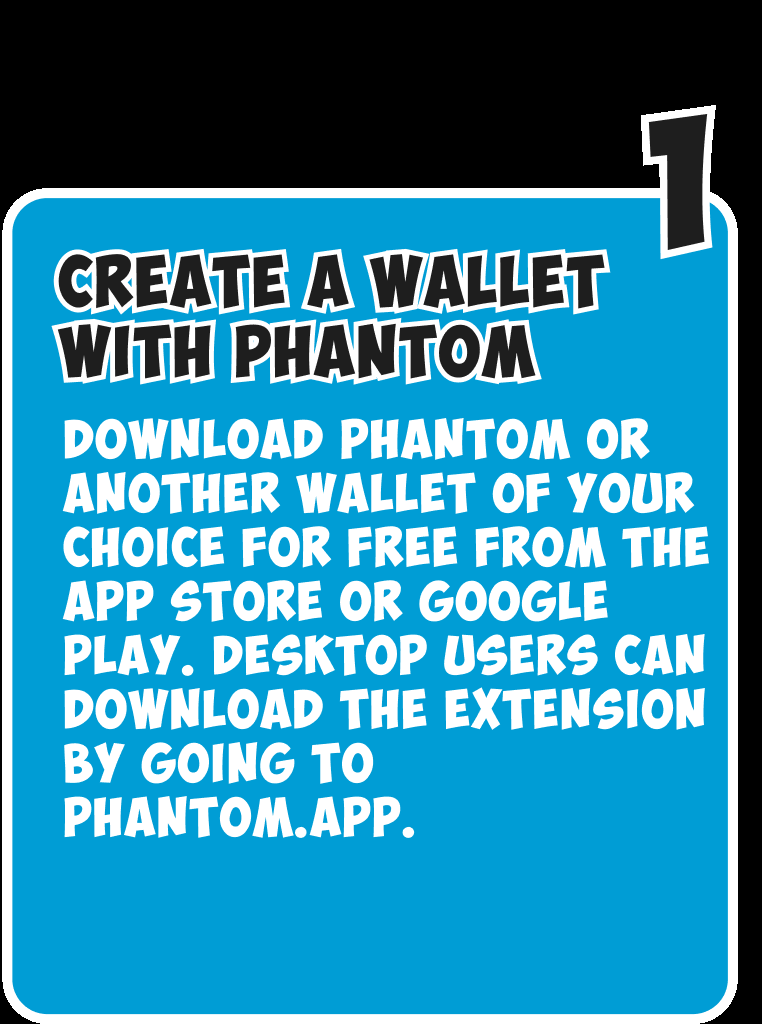 1
CREATE A WALLET
WITH PHANTOM
DOWNLOAD PHANTOM OR
ANOTHER WALLET OF YOUR
CHOICE FOR FREE FROM THE
APP STORE OR GOOGLE
PLAY. DESKTOP USERS CAN
DOWNLOAD THE EXTENSION
BY GOING TO
PHANTOM.APP.